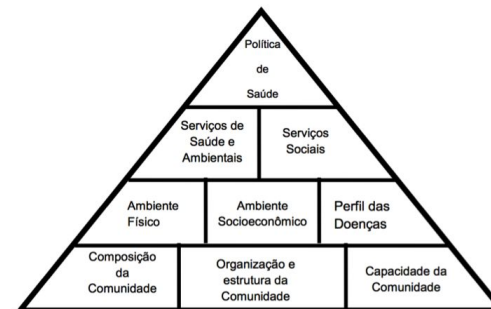 Política
de
Saúde
Serviços de
Saúde e
Ambientais
Serviços
Sociais
Ambiente
Físico
Ambiente
Socioeconômico
Perfil das
Doenças
Composição
da
Comunidade
Organização e
estrutura da
Comunidade
Capacidade da
Comunidade